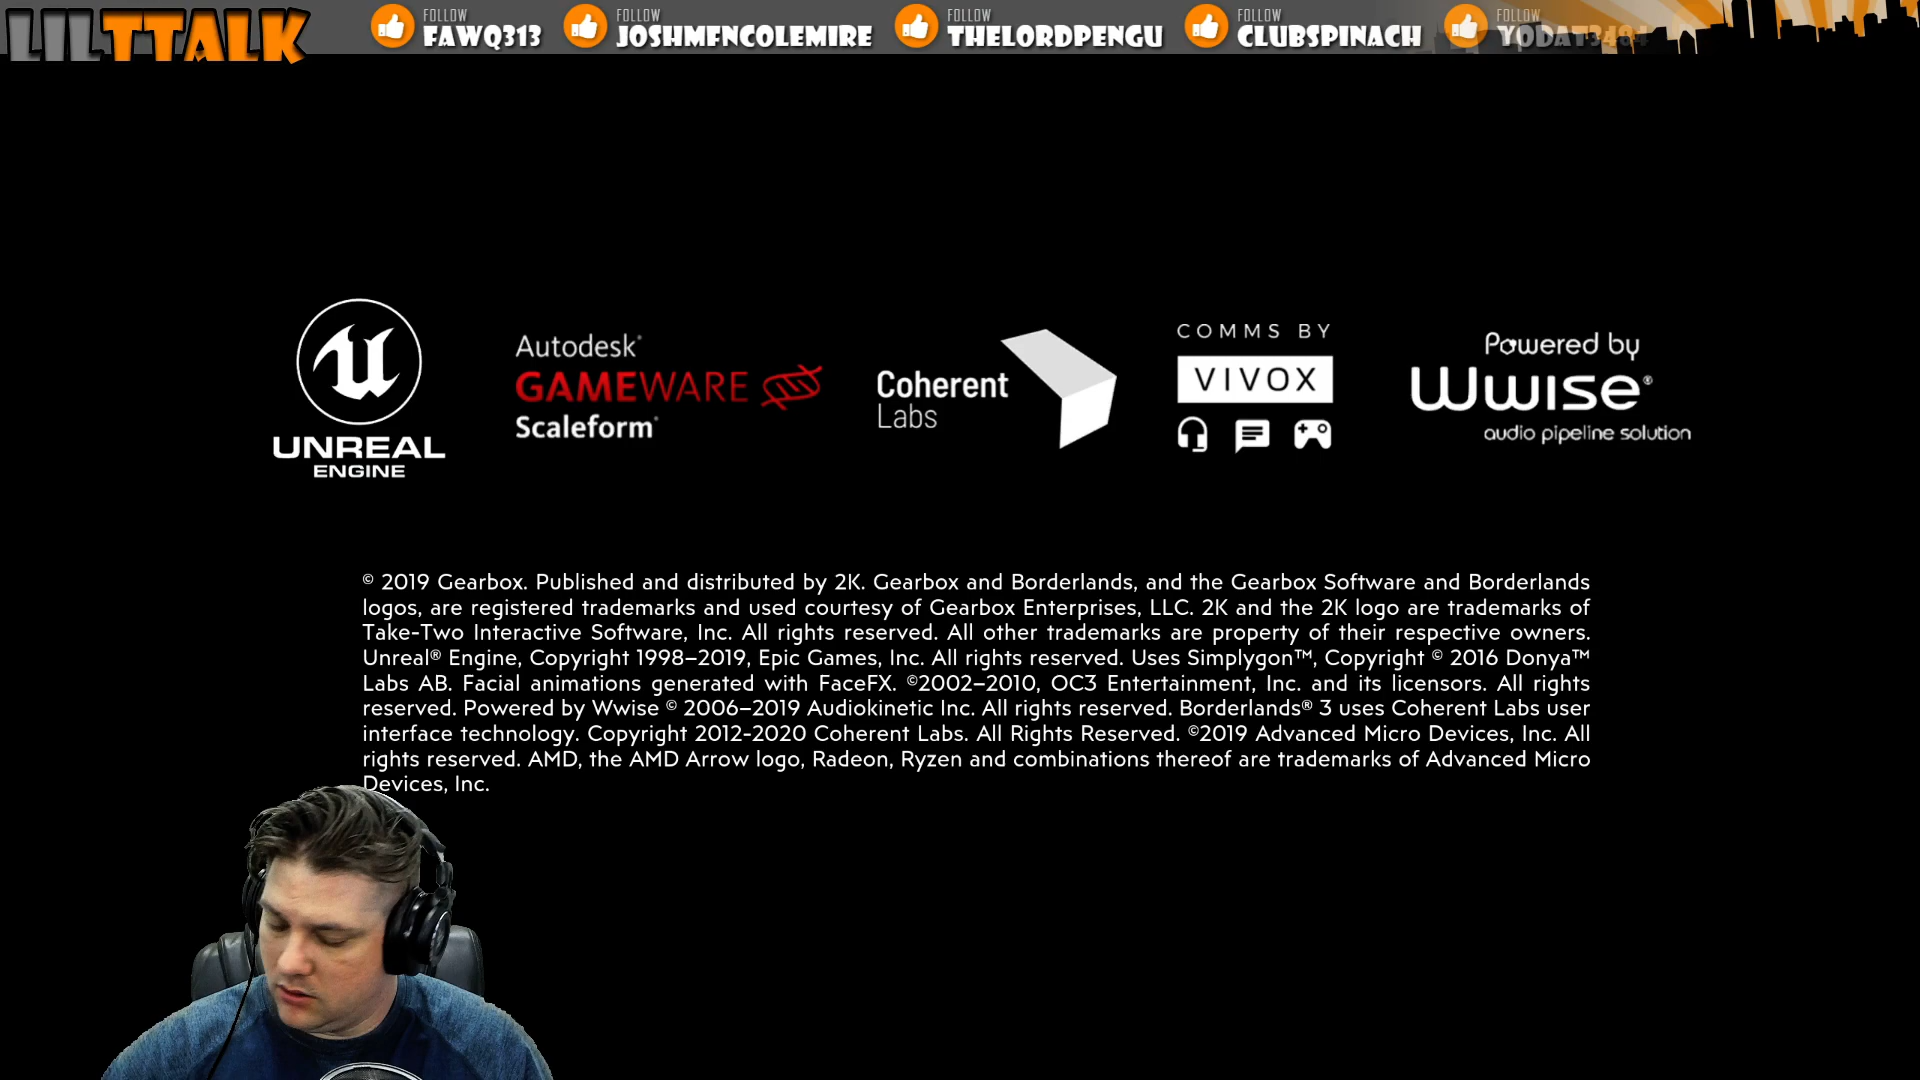 LILTTALK
FOLLOW
FAWQ313
FOLLOW
JOSHMFNCOLEMIRE
FOLLOW
THELORDPENGU
FOLLOW
CLUBSPINACH
FOLLOW
YODAT3484
UNREAL
ENGINE
Autodesk®
GAMEWARE
Scaleform®
Coherent
Labs
COMMS BY
VIVOX
Powered by
Wwise®
audio pipeline solution
© 2019 Gearbox. Published and distributed by 2K. Gearbox and Borderlands, and the Gearbox Software and Borderlands
logos, are registered trademarks and used courtesy of Gearbox Enterprises, LLC. 2K and the 2K logo are trademarks of
Take-Two Interactive Software, Inc. All rights reserved. All other trademarks are property of their respective owners.
Unreal® Engine, Copyright 1998–2019, Epic Games, Inc. All rights reserved. Uses Simplygon™, Copyright © 2016 Donya™
Labs AB. Facial animations generated with FaceFX. ©2002–2010, OC3 Entertainment, Inc. and its licensors. All rights
reserved. Powered by Wwise © 2006–2019 Audiokinetic Inc. All rights reserved. Borderlands® 3 uses Coherent Labs user
interface technology. Copyright 2012-2020 Coherent Labs. All Rights Reserved. ©2019 Advanced Micro Devices, Inc. All
rights reserved. AMD, the AMD Arrow logo, Radeon, Ryzen and combinations thereof are trademarks of Advanced Micro
Devices, Inc.